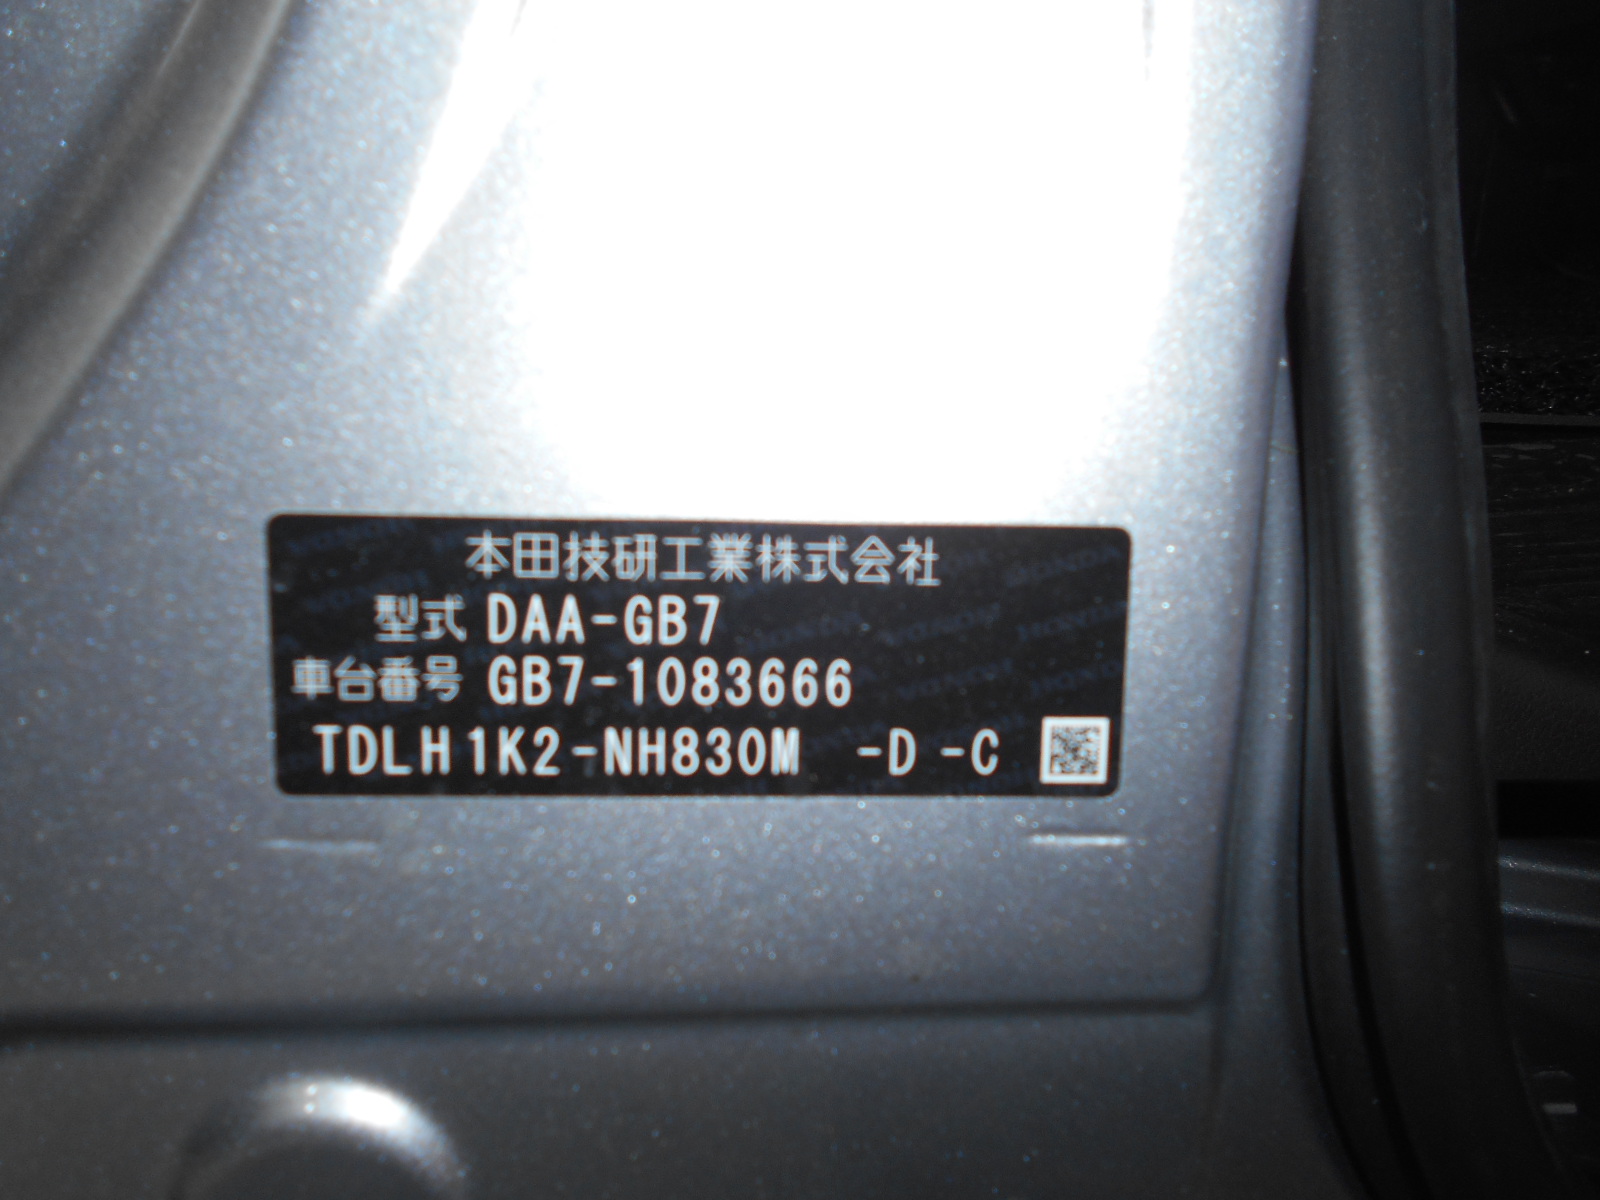 本田技研工業株式会社
型式 DAA-GB7
車台番号 GB7-1083666
TDLH1K2-NH830M -D -C